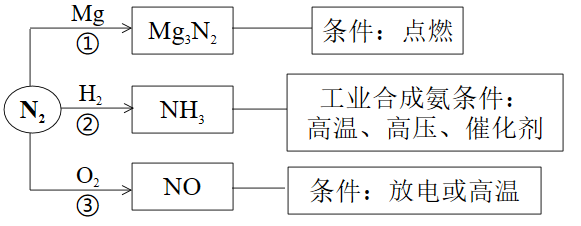 Mg
①
Mg₃N₂
条件：点燃
N₂
H₂
②
NH₃
工业合成氨条件：
高温、高压、催化剂
O₂
③
NO
条件：放电或高温